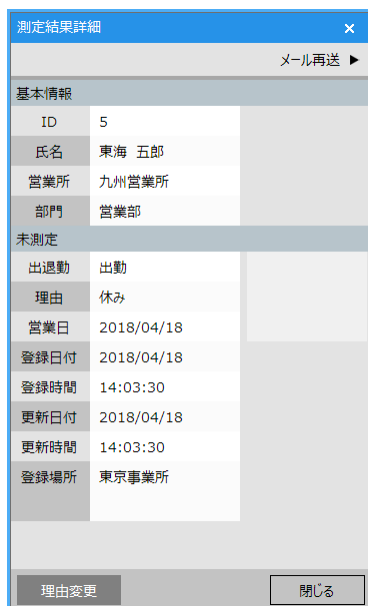 測定結果詳細 ×
メール再送 ▶
基本情報
ID 5
氏名 東海 五郎
営業所 九州営業所
部門 営業部
未測定
出退勤 出勤
理由 休み
営業日 2018/04/18
登録日付 2018/04/18
登録時間 14:03:30
更新日付 2018/04/18
更新時間 14:03:30
登録場所 東京事業所
理由変更 閉じる